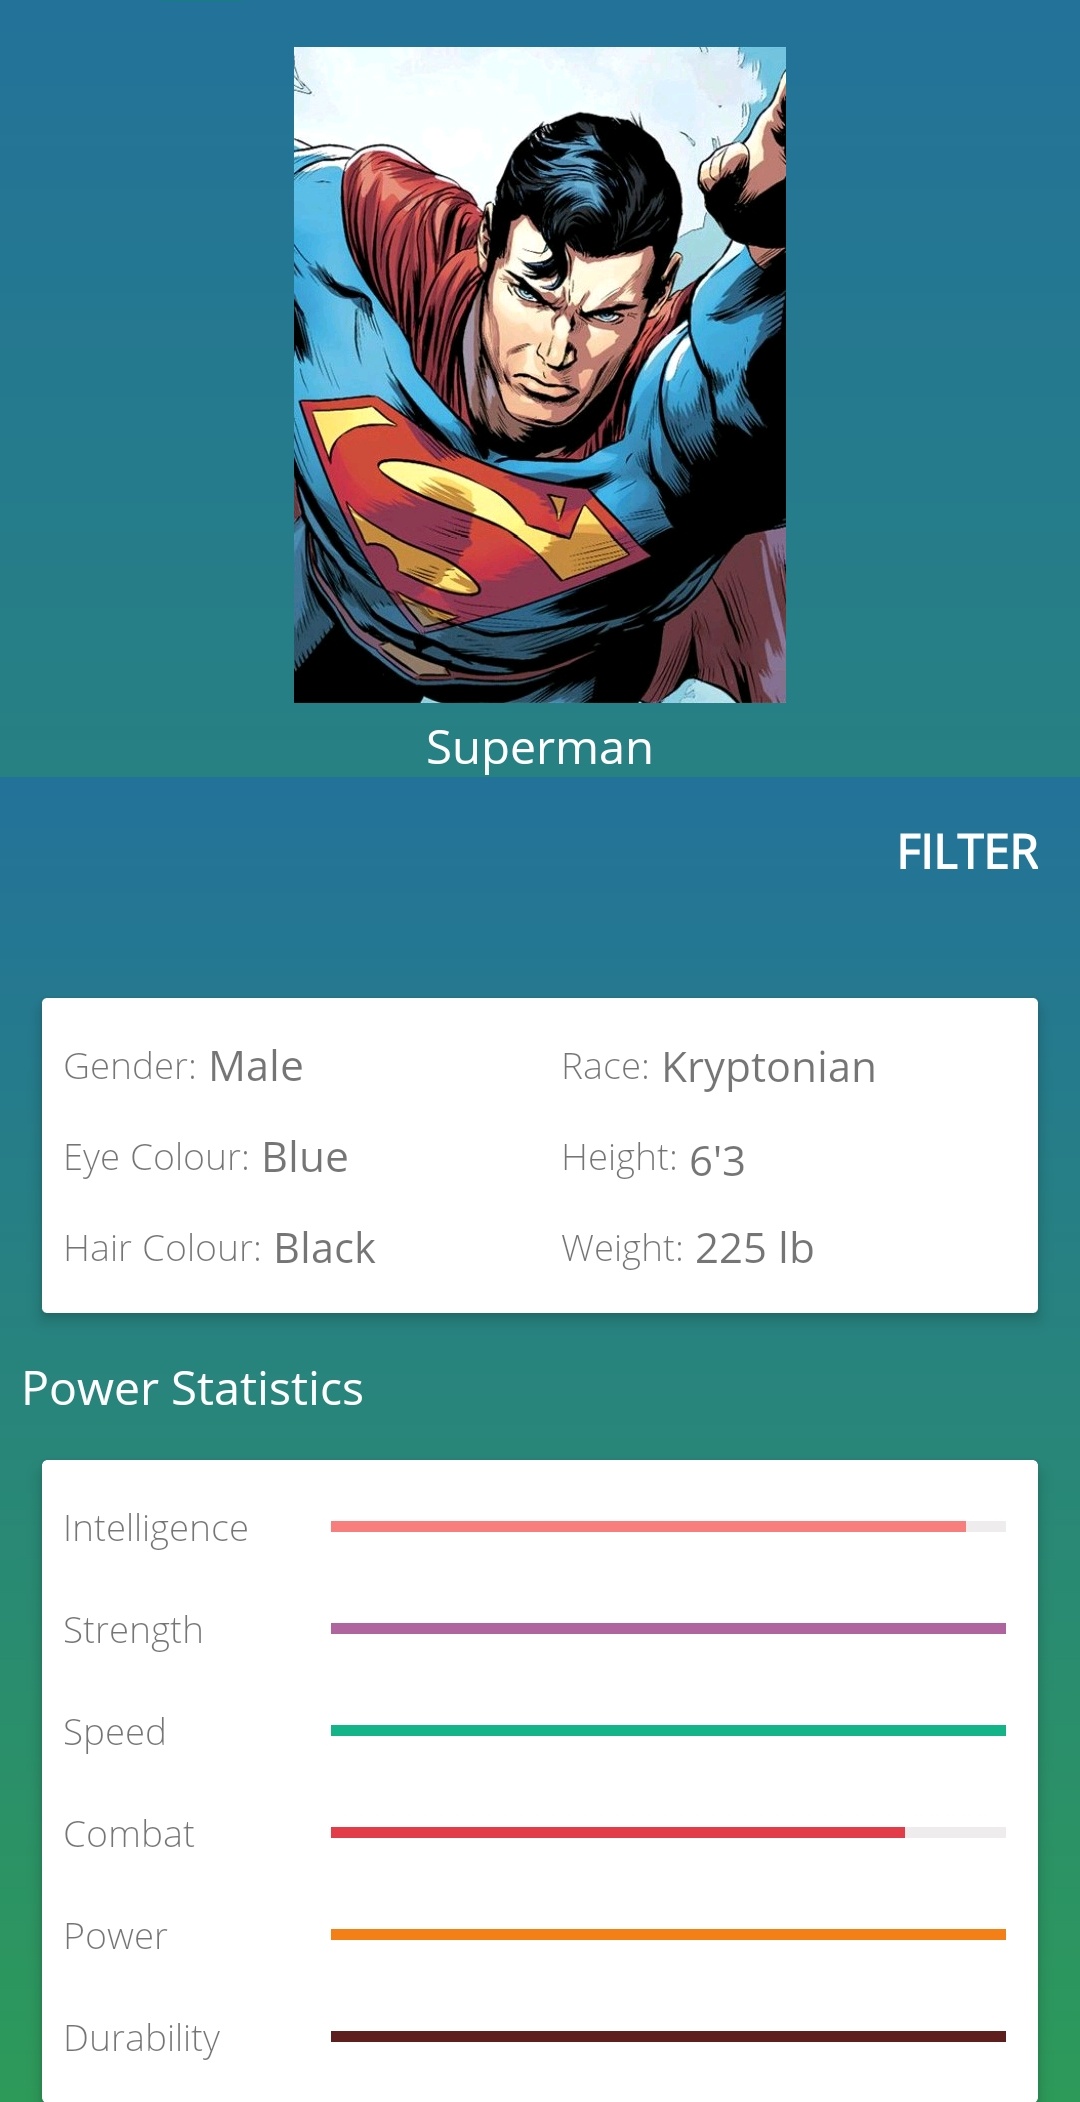 Superman
FILTER
Gender: Male Race: Kryptonian
Eye Colour: Blue Height: 6'3
Hair Colour: Black Weight: 225 lb
Power Statistics
Intelligence
Strength
Speed
Combat
Power
Durability